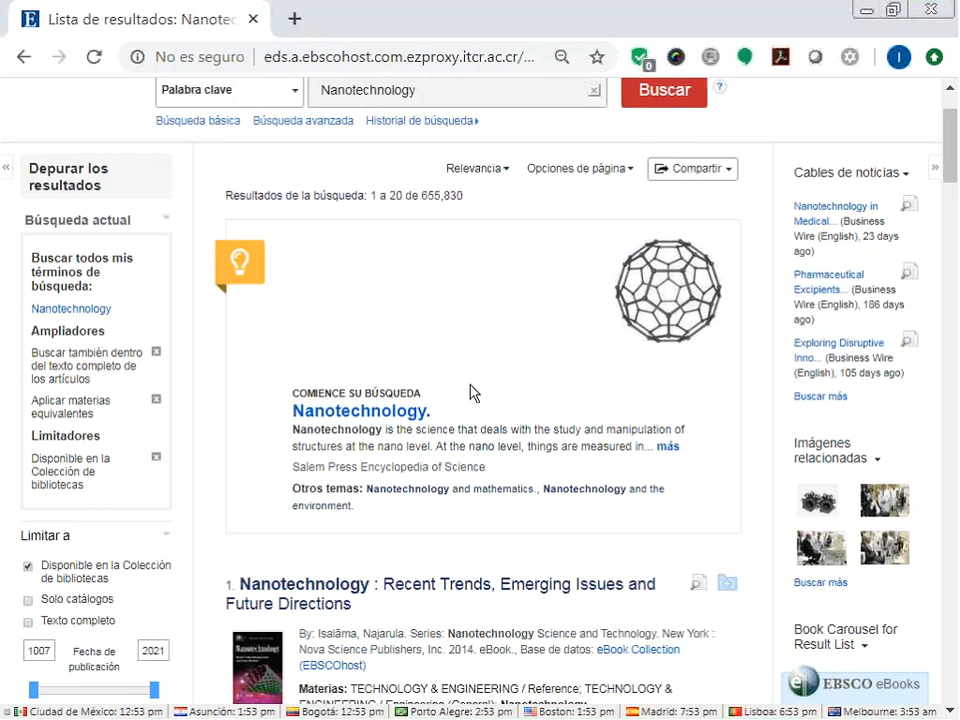 Lista de resultados: Nanotec
No es seguro
eds.a.ebscohost.com.ezproxy.itcr.ac.cr/...
0
I
Palabra clave
Nanotechnology
Buscar
?
Búsqueda básica
Búsqueda avanzada
Historial de búsqueda
Depurar los
resultados
Búsqueda actual
Buscar todos mis
términos de
búsqueda:
Nanotechnology
Ampliadores
Buscar también dentro
del texto completo de
los artículos
Aplicar materias
equivalentes
Limitadores
Disponible en la
Colección de
bibliotecas
Limitar a
Disponible en la Colección
de bibliotecas
Solo catálogos
Texto completo
1007
Fecha de
publicación
2021
Relevancia
Opciones de página
Compartir
Resultados de la búsqueda: 1 a 20 de 655,830
COMIENCE SU BÚSQUEDA
Nanotechnology.
Nanotechnology is the science that deals with the study and manipulation of
structures at the nano level. At the nano level, things are measured in... más
Salem Press Encyclopedia of Science
Otros temas: Nanotechnology and mathematics., Nanotechnology and the
environment.
1. Nanotechnology : Recent Trends, Emerging Issues and
Future Directions
Nanotechnology
By: Isalāma, Najarula. Series: Nanotechnology Science and Technology. New York :
Nova Science Publishers, Inc. 2014. eBook., Base de datos: eBook Collection
(EBSCOhost)
Materias: TECHNOLOGY & ENGINEERING / Reference; TECHNOLOGY &
ENGINEERING / Engineering (General); Nanotechnology
Cables de noticias
Nanotechnology in
Medical... (Business
Wire (English), 23 days
ago)
Pharmaceutical
Excipients... (Business
Wire (English), 186 days
ago)
Exploring Disruptive
Inno... (Business Wire
(English), 105 days ago)
Buscar más
Imágenes
relacionadas
Buscar más
Book Carousel for
Result List
EBSCO eBooks
Ciudad de México: 12:53 pm
Asunción: 1:53 pm
Bogotá: 12:53 pm
Porto Alegre: 2:53 pm
Boston: 1:53 pm
Madrid: 7:53 pm
Lisboa: 6:53 pm
Melbourne: 3:53 am